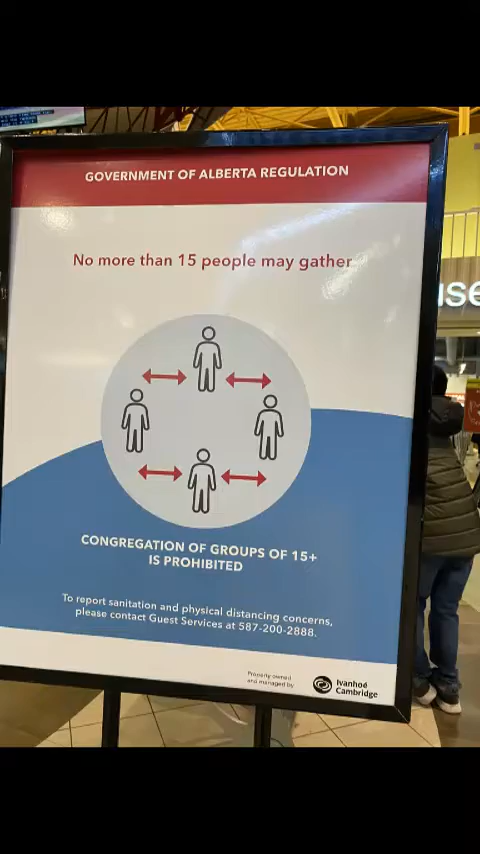 GOVERNMENT OF ALBERTA REGULATION
No more than 15 people may gather
CONGREGATION OF GROUPS OF 15+
IS PROHIBITED
To report sanitation and physical distancing concerns,
please contact Guest Services at 587-200-2888.
Property owned
and managed by
Ivanhoé
Cambridge
use